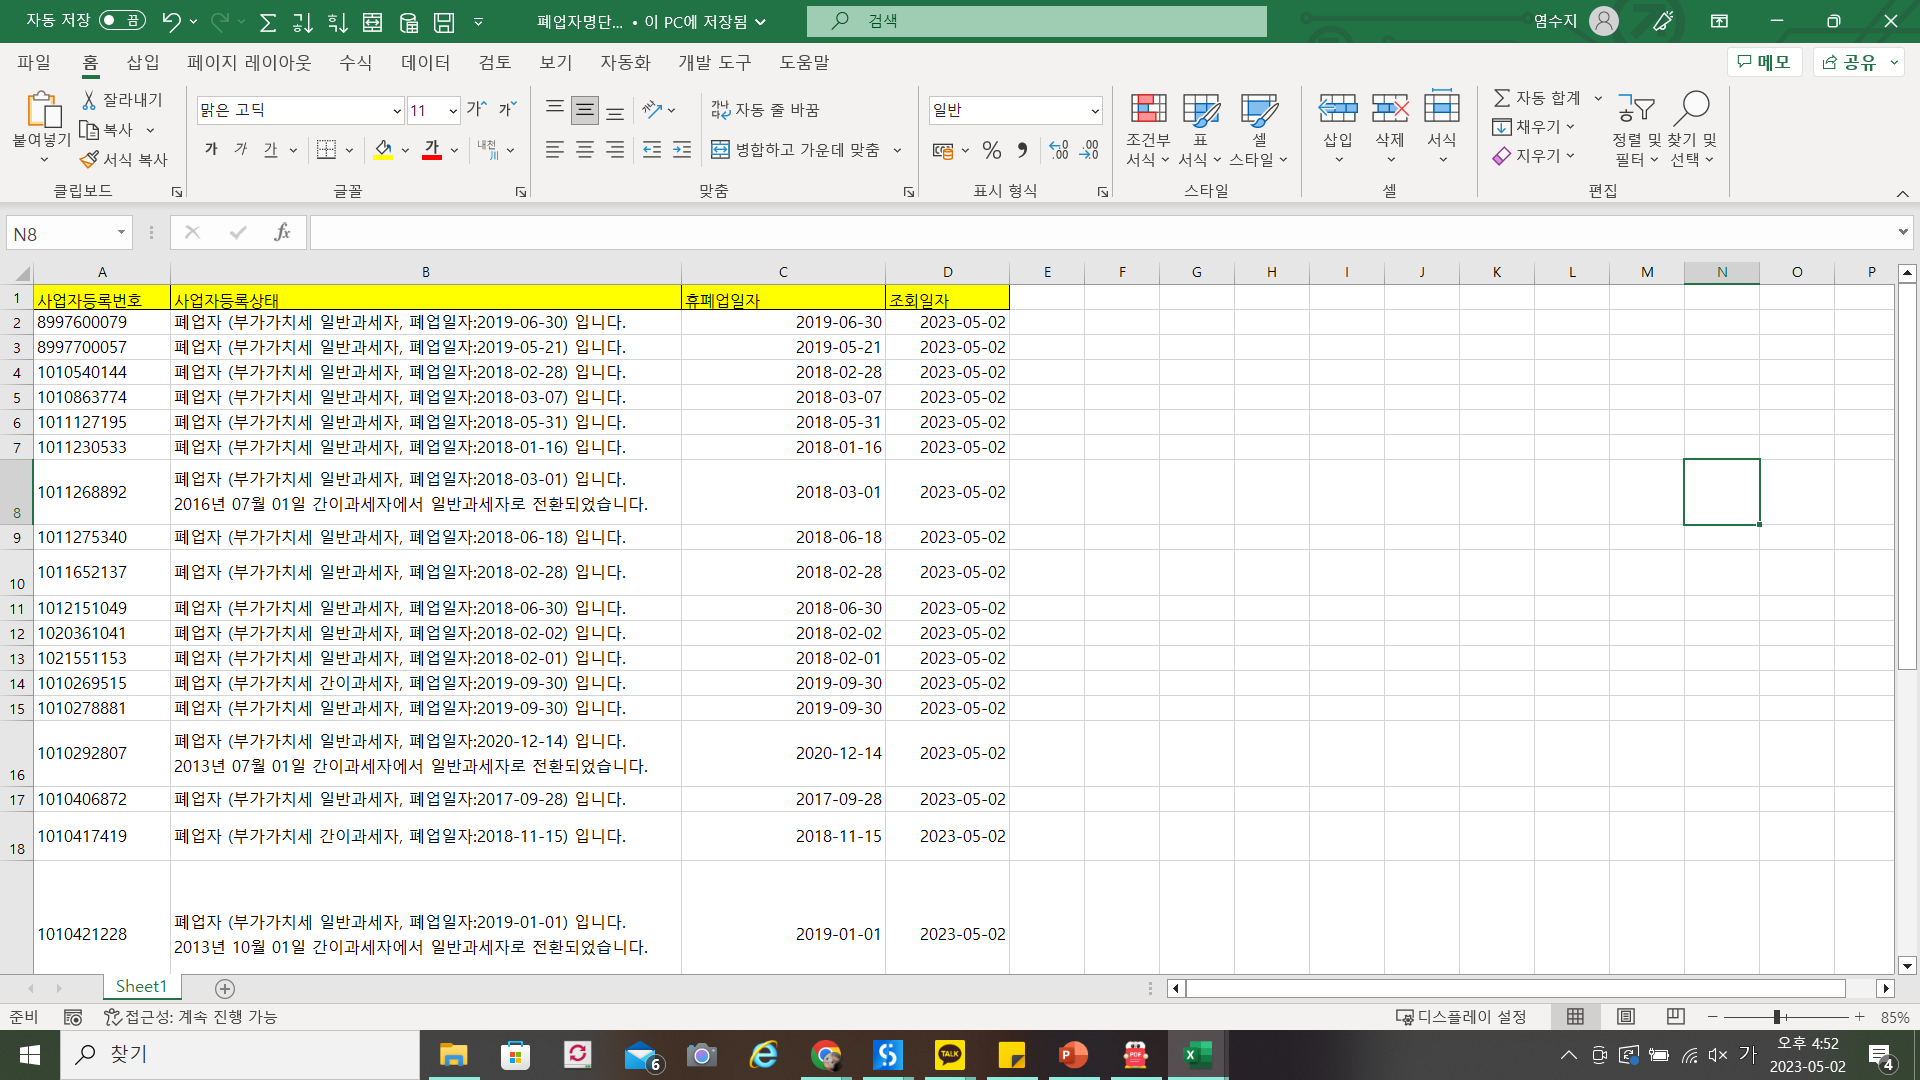 자동 저장 끔 폐업자명단... • 이 PC에 저장됨 검색 염수지
파일 홈 삽입 페이지 레이아웃 수식 데이터 검토 보기 자동화 개발 도구 도움말 메모 공유
붙여넣기 잘라내기 복사 서식 복사 클립보드
맑은 고딕 11 가 가 가 가 가 가 내천 글꼴
가나다 자동 줄 바꿈 병합하고 가운데 맞춤 맞춤
일반 % .00 .00 표시 형식
조건부 서식 표 서식 셀 스타일 스타일
삽입 삭제 서식 셀
자동 합계 채우기 지우기 정렬 및 필터 찾기 및 선택 편집
N8 fx
A B C D E F G H I J K L M N O P
1 사업자등록번호 사업자등록상태 휴폐업일자 조회일자
2 8997600079 폐업자 (부가가치세 일반과세자, 폐업일자:2019-06-30) 입니다. 2019-06-30 2023-05-02
3 8997700057 폐업자 (부가가치세 일반과세자, 폐업일자:2019-05-21) 입니다. 2019-05-21 2023-05-02
4 1010540144 폐업자 (부가가치세 일반과세자, 폐업일자:2018-02-28) 입니다. 2018-02-28 2023-05-02
5 1010863774 폐업자 (부가가치세 일반과세자, 폐업일자:2018-03-07) 입니다. 2018-03-07 2023-05-02
6 1011127195 폐업자 (부가가치세 일반과세자, 폐업일자:2018-05-31) 입니다. 2018-05-31 2023-05-02
7 1011230533 폐업자 (부가가치세 일반과세자, 폐업일자:2018-01-16) 입니다. 2018-01-16 2023-05-02
폐업자 (부가가치세 일반과세자, 폐업일자:2018-03-01) 입니다.
8 1011268892 2018-03-01 2023-05-02
2016년 07월 01일 간이과세자에서 일반과세자로 전환되었습니다.
9 1011275340 폐업자 (부가가치세 일반과세자, 폐업일자:2018-06-18) 입니다. 2018-06-18 2023-05-02
10 1011652137 폐업자 (부가가치세 일반과세자, 폐업일자:2018-02-28) 입니다. 2018-02-28 2023-05-02
11 1012151049 폐업자 (부가가치세 일반과세자, 폐업일자:2018-06-30) 입니다. 2018-06-30 2023-05-02
12 1020361041 폐업자 (부가가치세 일반과세자, 폐업일자:2018-02-02) 입니다. 2018-02-02 2023-05-02
13 1021551153 폐업자 (부가가치세 일반과세자, 폐업일자:2018-02-01) 입니다. 2018-02-01 2023-05-02
14 1010269515 폐업자 (부가가치세 간이과세자, 폐업일자:2019-09-30) 입니다. 2019-09-30 2023-05-02
15 1010278881 폐업자 (부가가치세 일반과세자, 폐업일자:2019-09-30) 입니다. 2019-09-30 2023-05-02
폐업자 (부가가치세 일반과세자, 폐업일자:2020-12-14) 입니다.
16 1010292807 2020-12-14 2023-05-02
2013년 07월 01일 간이과세자에서 일반과세자로 전환되었습니다.
17 1010406872 폐업자 (부가가치세 일반과세자, 폐업일자:2017-09-28) 입니다. 2017-09-28 2023-05-02
18 1010417419 폐업자 (부가가치세 간이과세자, 폐업일자:2018-11-15) 입니다. 2018-11-15 2023-05-02
폐업자 (부가가치세 일반과세자, 폐업일자:2019-01-01) 입니다.
1010421228 2019-01-01 2023-05-02
2013년 10월 01일 간이과세자에서 일반과세자로 전환되었습니다.
Sheet1
준비 접근성: 계속 진행 가능 디스플레이 설정 85%
찾기 6 TALK P PDF 가 오후 4:52 4
2023-05-02